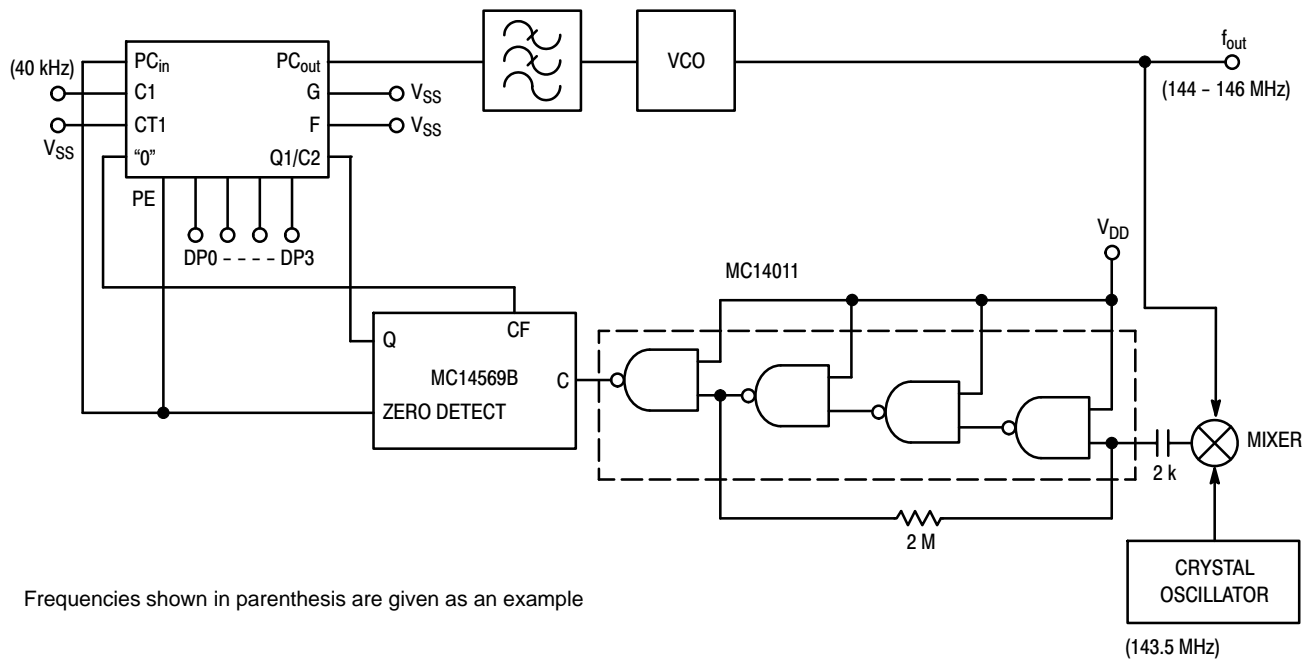 PCin
PCout
(40 kHz)
C1
G
VSS
CT1
F
VSS
VSS
"0"
Q1/C2
PE
DP0 – – – – DP3
VCO
fout
(144 – 146 MHz)
VDD
MC14011
CF
Q
MC14569B
C
ZERO DETECT
2 k
MIXER
2 M
CRYSTAL
OSCILLATOR
(143.5 MHz)
Frequencies shown in parenthesis are given as an example